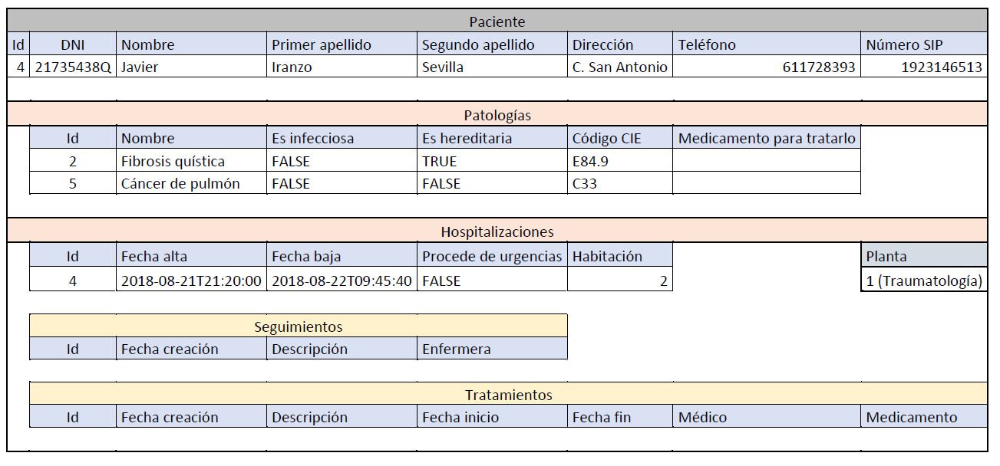 Paciente
Id DNI Nombre Primer apellido Segundo apellido Dirección Teléfono Número SIP
4 21735438Q Javier Iranzo Sevilla C. San Antonio 611728393 1923146513
Patologías
Id Nombre Es infecciosa Es hereditaria Código CIE Medicamento para tratarlo
2 Fibrosis quística FALSE TRUE E84.9
5 Cáncer de pulmón FALSE FALSE C33
Hospitalizaciones
Id Fecha alta Fecha baja Procede de urgencias Habitación Planta
4 2018-08-21T21:20:00 2018-08-22T09:45:40 FALSE 2 1 (Traumatología)
Seguimientos
Id Fecha creación Descripción Enfermera
Tratamientos
Id Fecha creación Descripción Fecha inicio Fecha fin Médico Medicamento